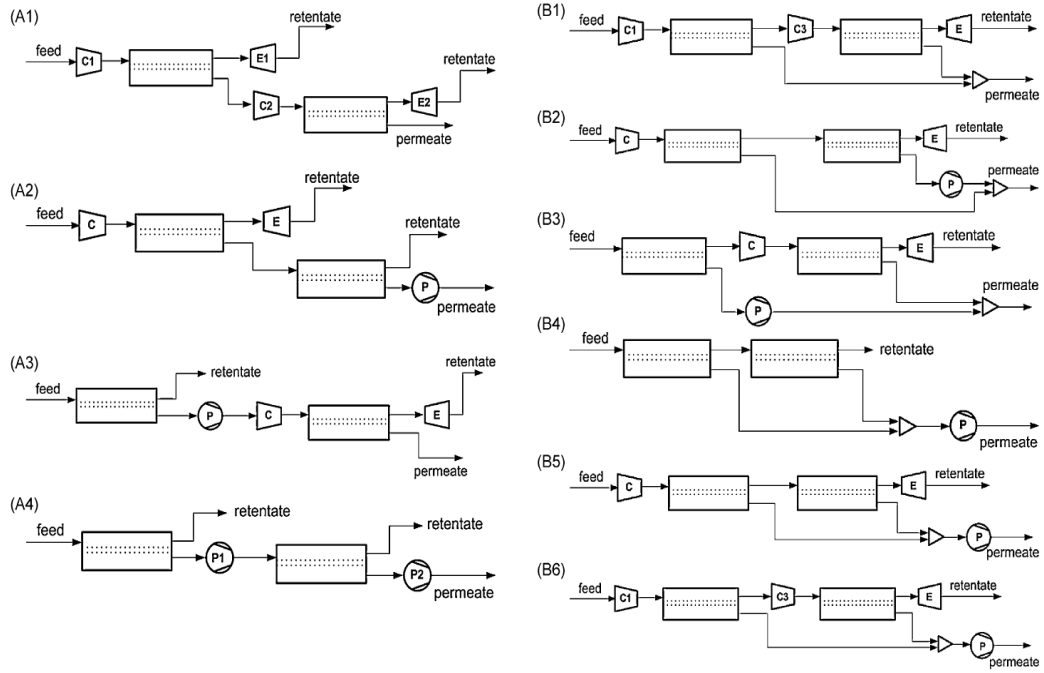 (A1)
feed
C1
E1
retentate
C2
E2
retentate
permeate
(A2)
feed
C
E
retentate
retentate
P
permeate
(A3)
feed
retentate
P
C
E
retentate
permeate
(A4)
feed
retentate
P1
retentate
P2
permeate
(B1)
feed
C1
C3
E
retentate
permeate
(B2)
feed
C
E
retentate
P
permeate
(B3)
feed
C
E
retentate
P
permeate
(B4)
feed
retentate
P
permeate
(B5)
feed
C
E
retentate
P
permeate
(B6)
feed
C1
C3
E
retentate
P
permeate